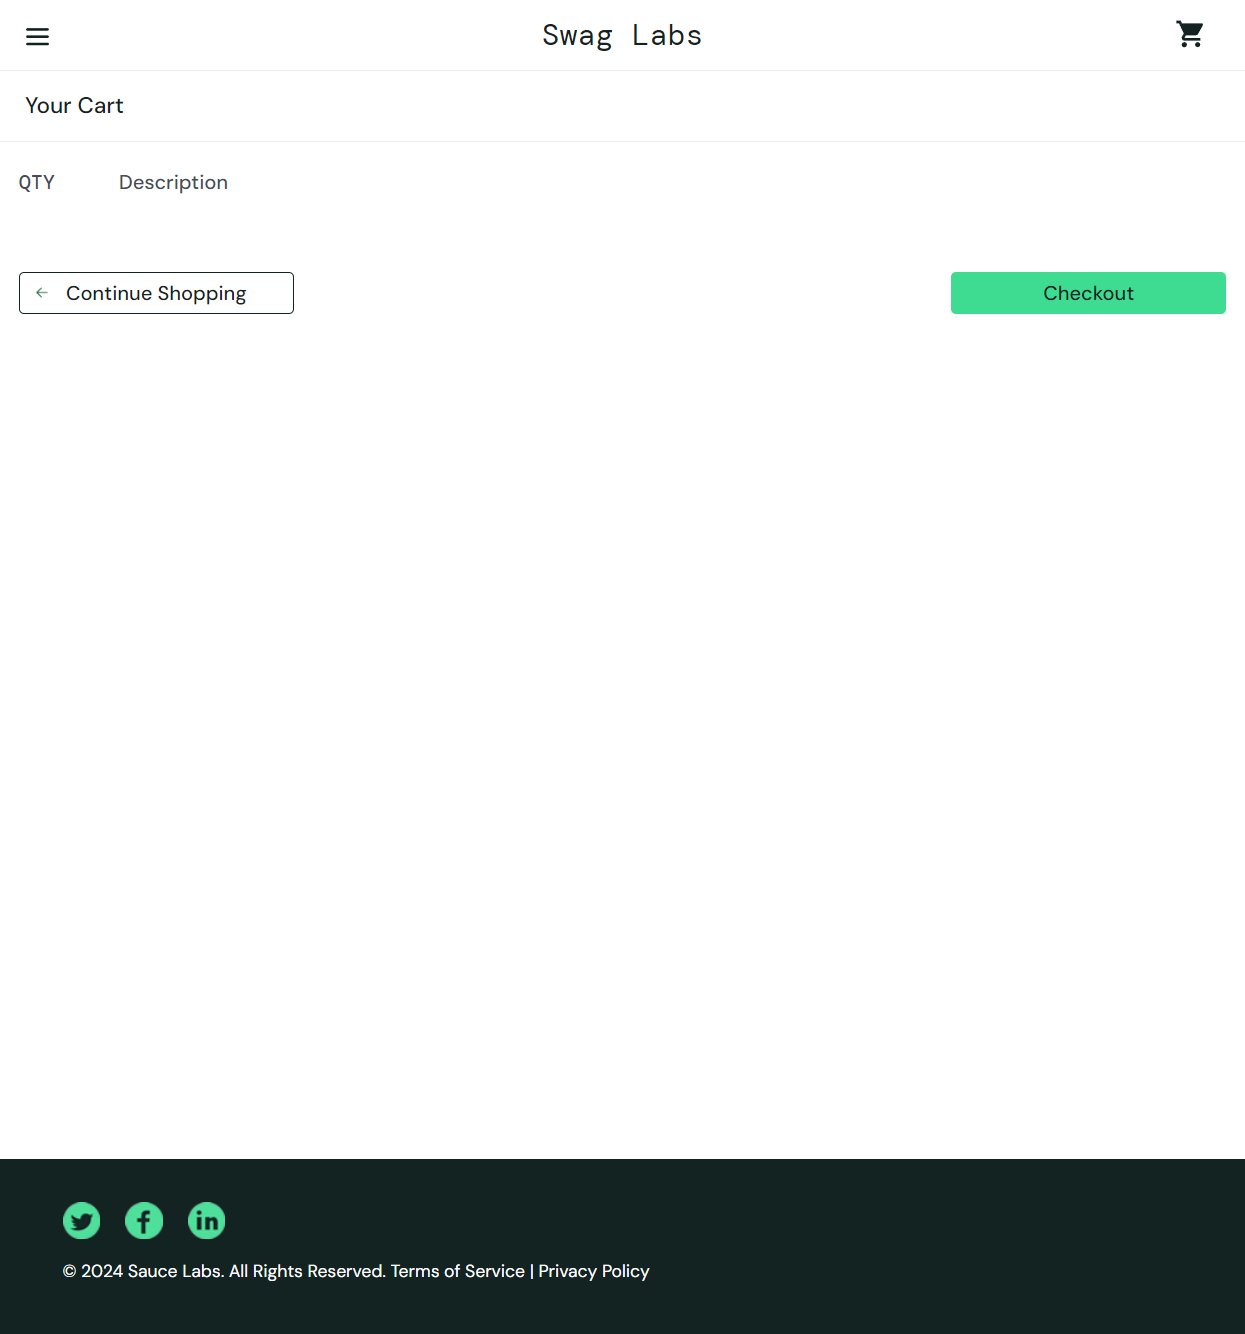 Swag Labs
Your Cart
QTY Description
Continue Shopping
Checkout
© 2024 Sauce Labs. All Rights Reserved. Terms of Service | Privacy Policy